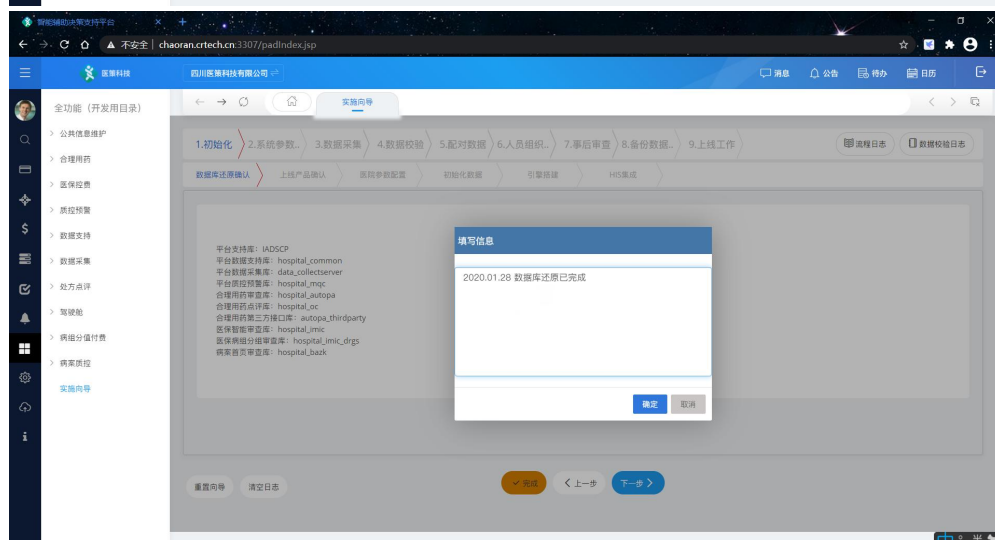 智能辅助决策支持平台
不安全 | chaoran.crtech.cn:3307/padIndex.jsp
医策科技
四川医策科技有限公司
消息
公告
待办
日历
全功能（开发目录）
实施向导
公共信息维护
合理用药
医保控费
质控预警
数据支持
数据采集
处方点评
驾驶舱
病组分值付费
病案质控
实施向导
1.初始化
2.系统参数..
3.数据采集
4.数据校验
5.配对数据
6.人员组织..
7.事后审查
8.备份数据..
9.上线工作
流程日志
数据校验日志
数据库还原确认
上线产品确认
医院参数配置
初始化数据
引擎搭建
HIS集成
平台支持库：IADSCP
平台数据支持库：hospital_common
平台数据采集库：data_collectserver
平台质控预警库：hospital_mqc
合理用药审查库：hospital_autopa
合理用药点评库：hospital_oc
合理用药第三方接口库：autopa_thirdparty
医保智能审查库：hospital_imic
医保病组分组审查库：hospital_imic_drgs
病案首页审查库：hospital_bazk
填写信息
2020.01.28 数据库还原已完成
确定
取消
重置向导
清空日志
完成
上一步
下一步
中